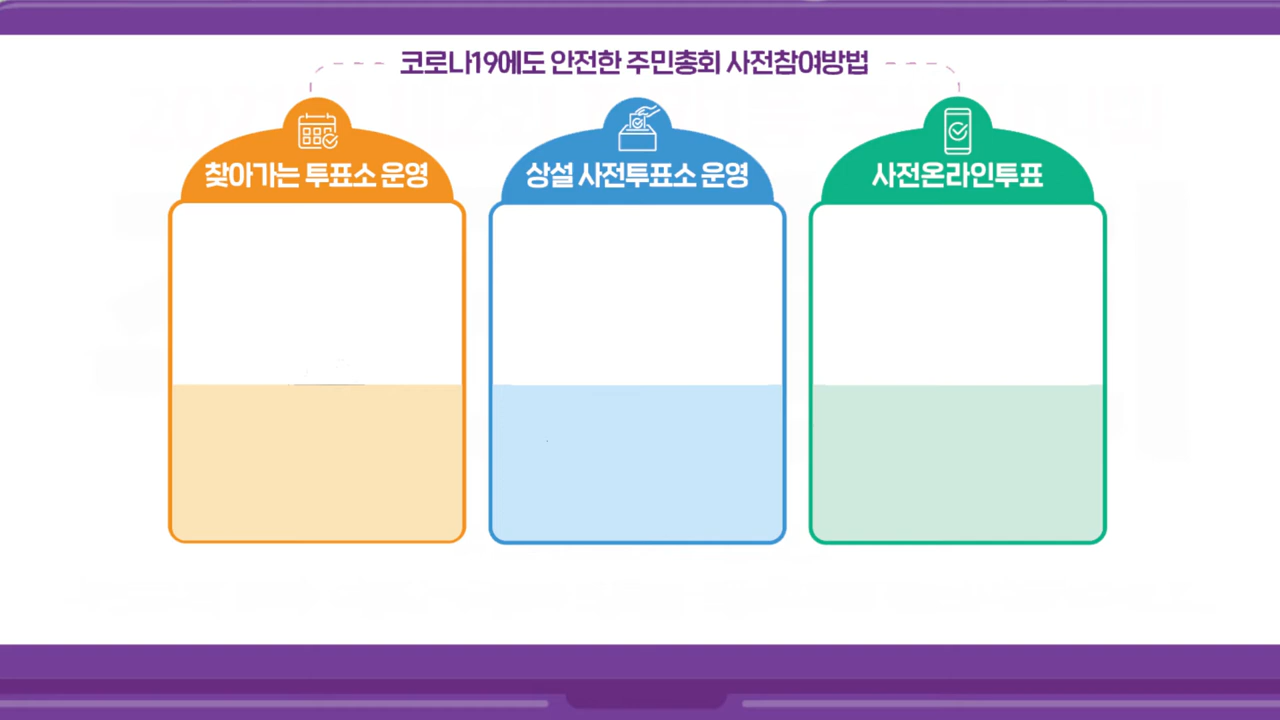 코로나19에도 안전한 주민총회 사전참여방법
찾아가는 투표소 운영
상설 사전투표소 운영
사전온라인투표